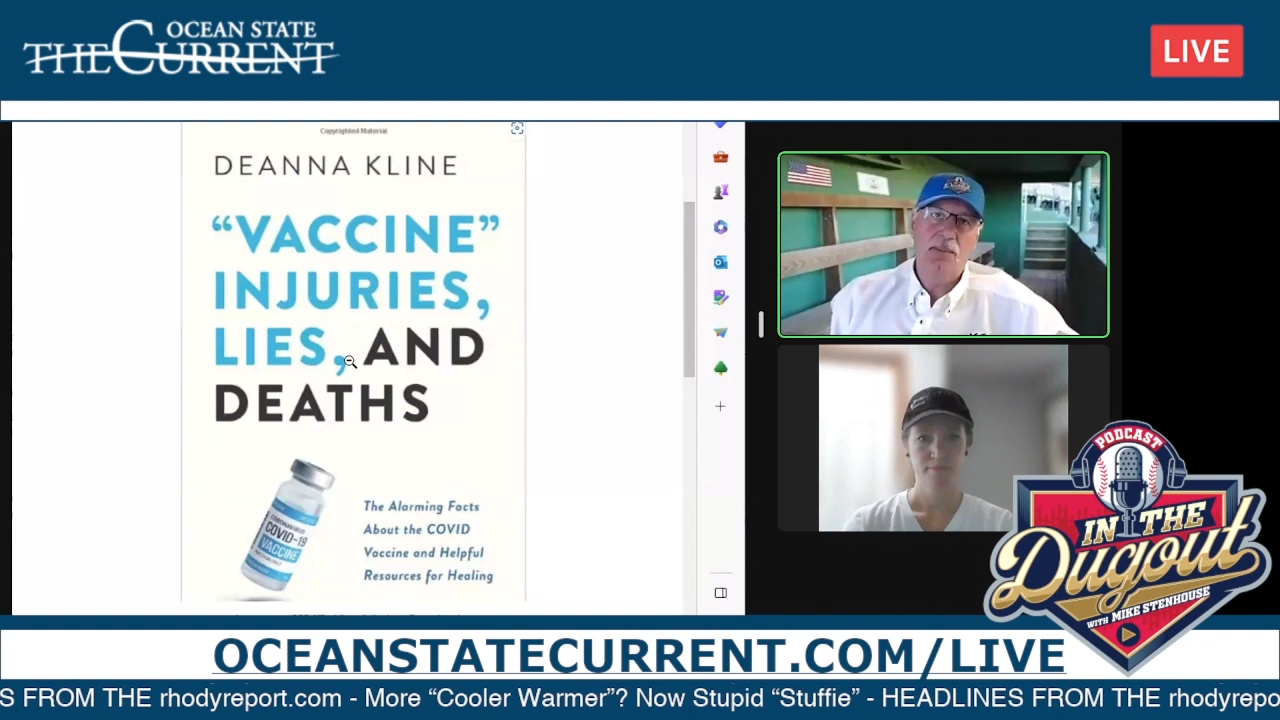 OCEAN STATE
THE CURRENT
LIVE
Copyrighted Material
DEANNA KLINE
“VACCINE”
INJURIES,
LIES, AND
DEATHS
CORONAVIRUS
COVID-19
VACCINE
The Alarming Facts
About the COVID
Vaccine and Helpful
Resources for Healing
PODCAST
IN THE
Dugout
WITH MIKE STENHOUSE
OCEANSTATECURRENT.COM/LIVE
S FROM THE rhodyreport.com - More “Cooler Warmer”? Now Stupid “Stuffie” - HEADLINES FROM THE rhodyrepo